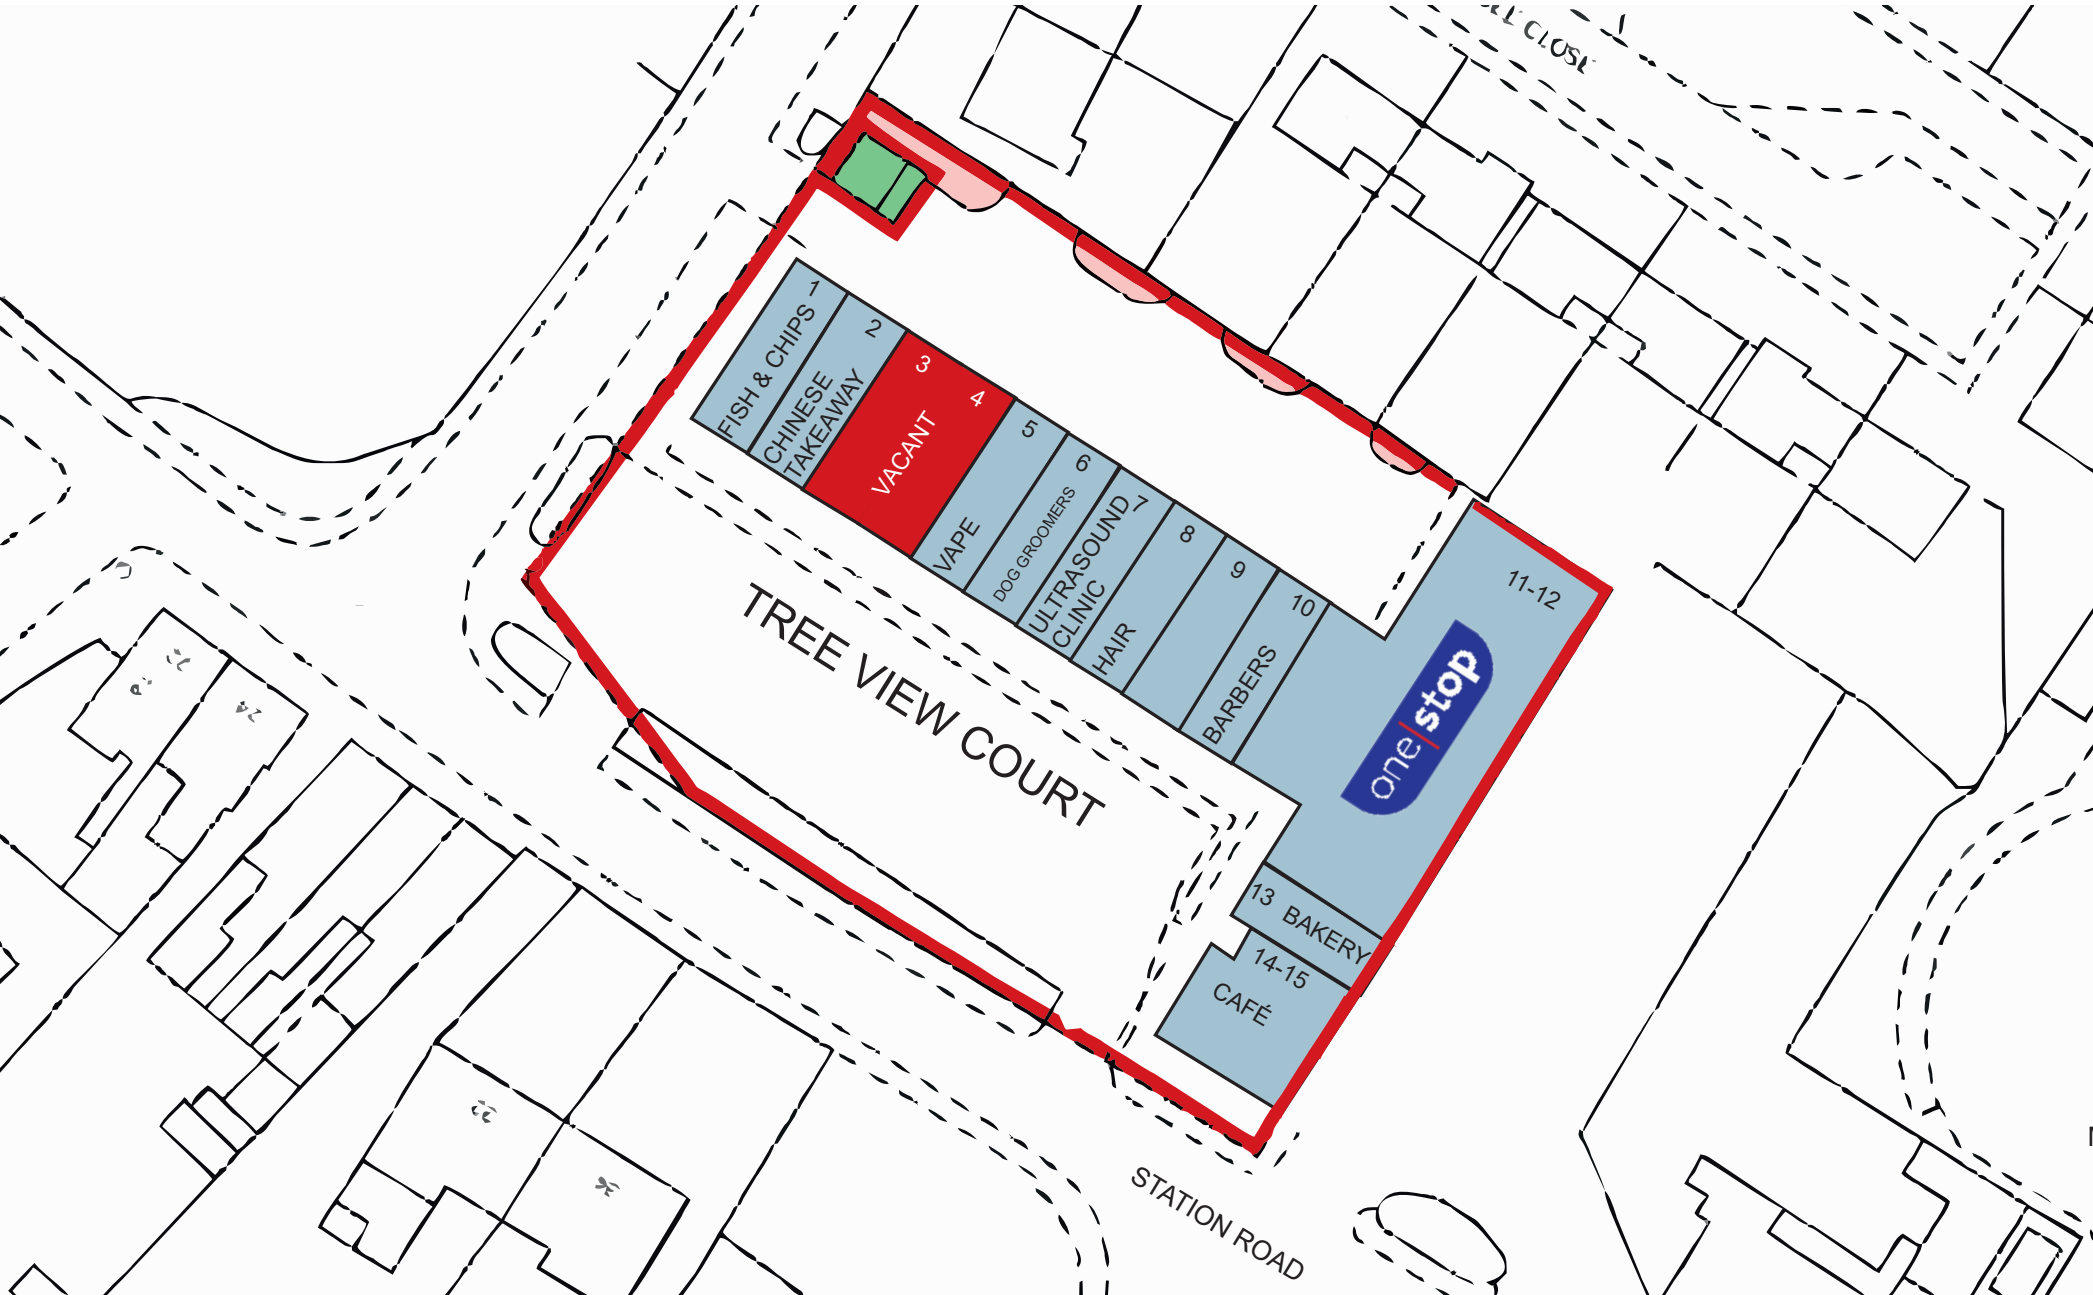 CLOSE
1
FISH & CHIPS
2
CHINESE
TAKEAWAY
3
4
VACANT
5
VAPE
6
DOG GROOMERS
7
ULTRASOUND
CLINIC
8
HAIR
9
10
BARBERS
11-12
one|stop
13 BAKERY
14-15
CAFÉ
TREE VIEW COURT
STATION ROAD